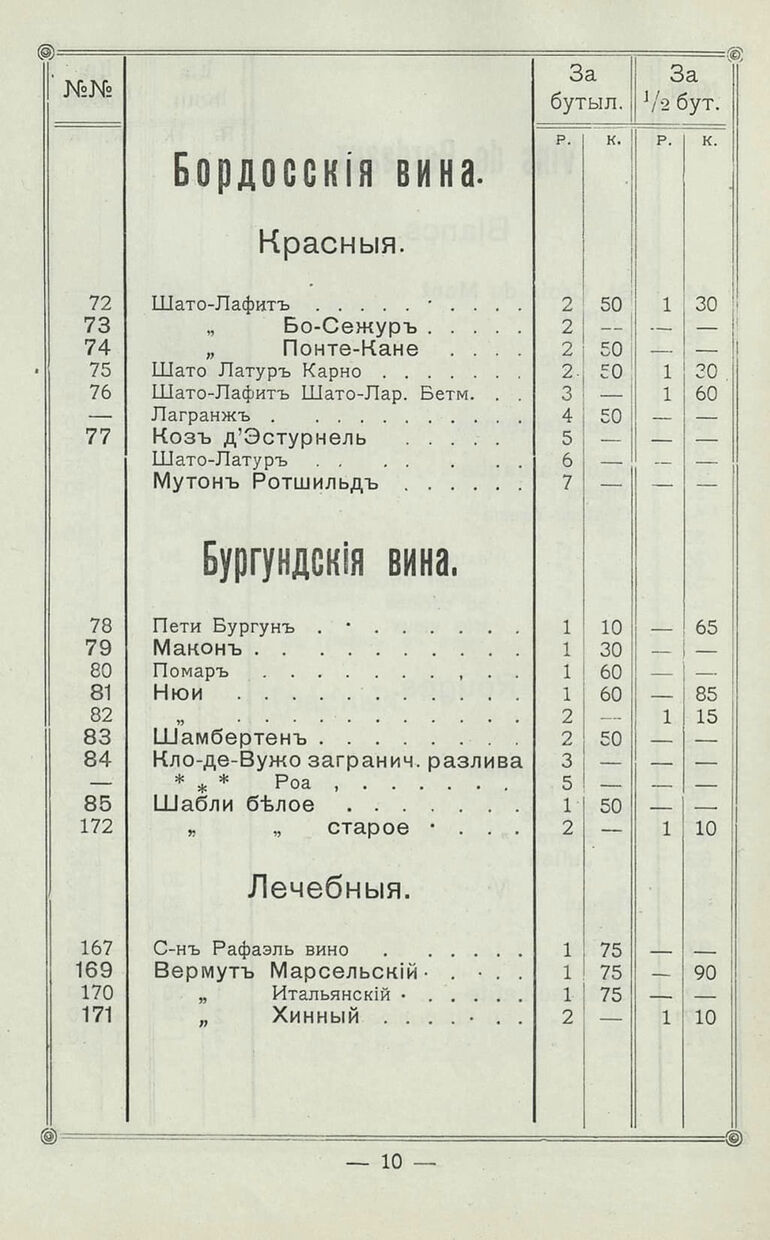 №№ За бутыл. За ½ бут.
Р. К. Р. К.
Бордосскія вина.
Красныя.
72 Шато-Лафитъ . . . . . . . . . . 2 50 1 30
73 „ Бо-Сежуръ . . . . . 2 — — —
74 „ Понте-Кане . . . . 2 50 — —
75 Шато Латуръ Карно . . . . . . . 2 50 1 30
76 Шато-Лафитъ Шато-Лар. Бетм. . . 3 — 1 60
— Лагранжъ . . . . . . . . . . . . 4 50 — —
77 Козъ д'Эстурнель . . . . . 5 — — —
Шато-Латуръ . . . . . . . 6 — — —
Мутонъ Ротшильдъ . . . . . . 7 — — —
Бургундскія вина.
78 Пети Бургунъ . . . . . . . . 1 10 — 65
79 Маконъ . . . . . . . . . . 1 30 — —
80 Помаръ . . . . . . . , . . 1 60 — —
81 Нюи . . . . . . . . . . . 1 60 — 85
82 „ . . . . . . . . . . . 2 — 1 15
83 Шамбертенъ . . . . . . . . 2 50 — —
84 Кло-де-Вужо загранич. разлива 3 — — —
— * * * Роа , . . . . . . 5 — — —
85 Шабли бѣлое . . . . . . . 1 50 — —
172 „ „ старое . . . . 2 — 1 10
Лечебныя.
167 С-нъ Рафаэль вино . . . . . . 1 75 — —
169 Вермутъ Марсельскій . . . . . 1 75 — 90
170 „ Итальянскій . . . . . . 1 75 — —
171 „ Хинный . . . . . . . . 2 — 1 10
— 10 —